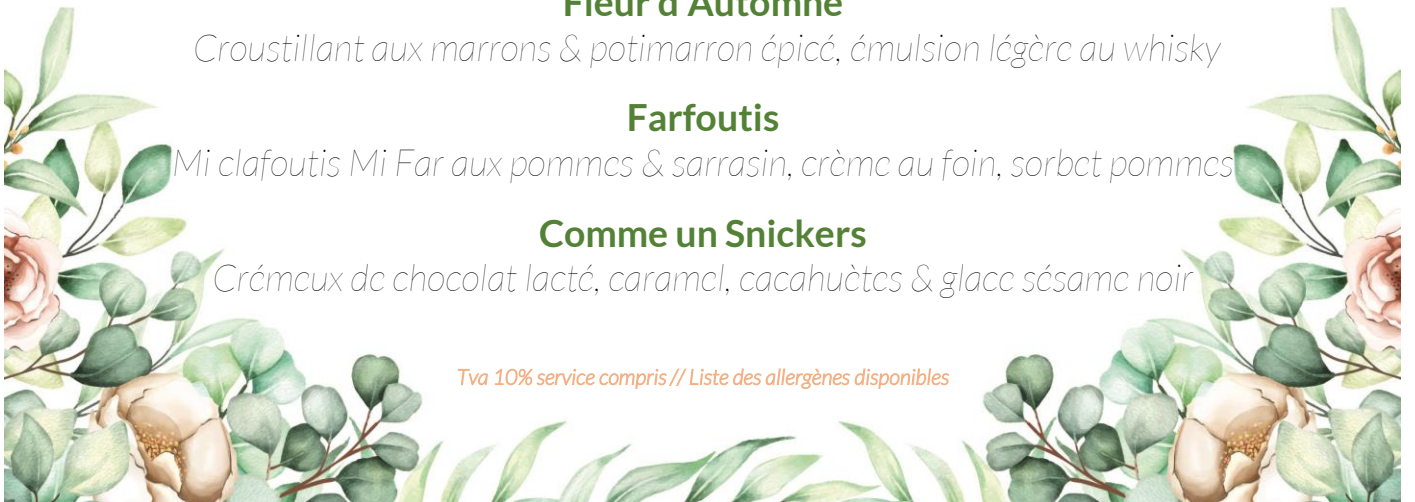 Fleur d'Automne
Croustillant aux marrons & potimarron épicé, émulsion légère au whisky
Farfoutis
Mi clafoutis Mi Far aux pommes & sarrasin, crème au foin, sorbet pommes
Comme un Snickers
Crémeux de chocolat lacté, caramel, cacahuètes & glace sésame noir
Tva 10% service compris // Liste des allergènes disponibles